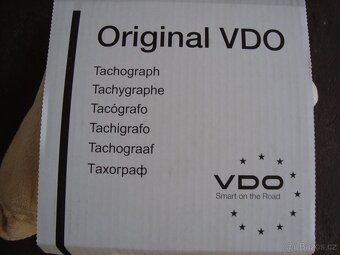 Original VDO
Tachograph
Tachygraphe
Tacógrafo
Tachigrafo
Tachograaf
Тахограф
VDO
Smart on the Road